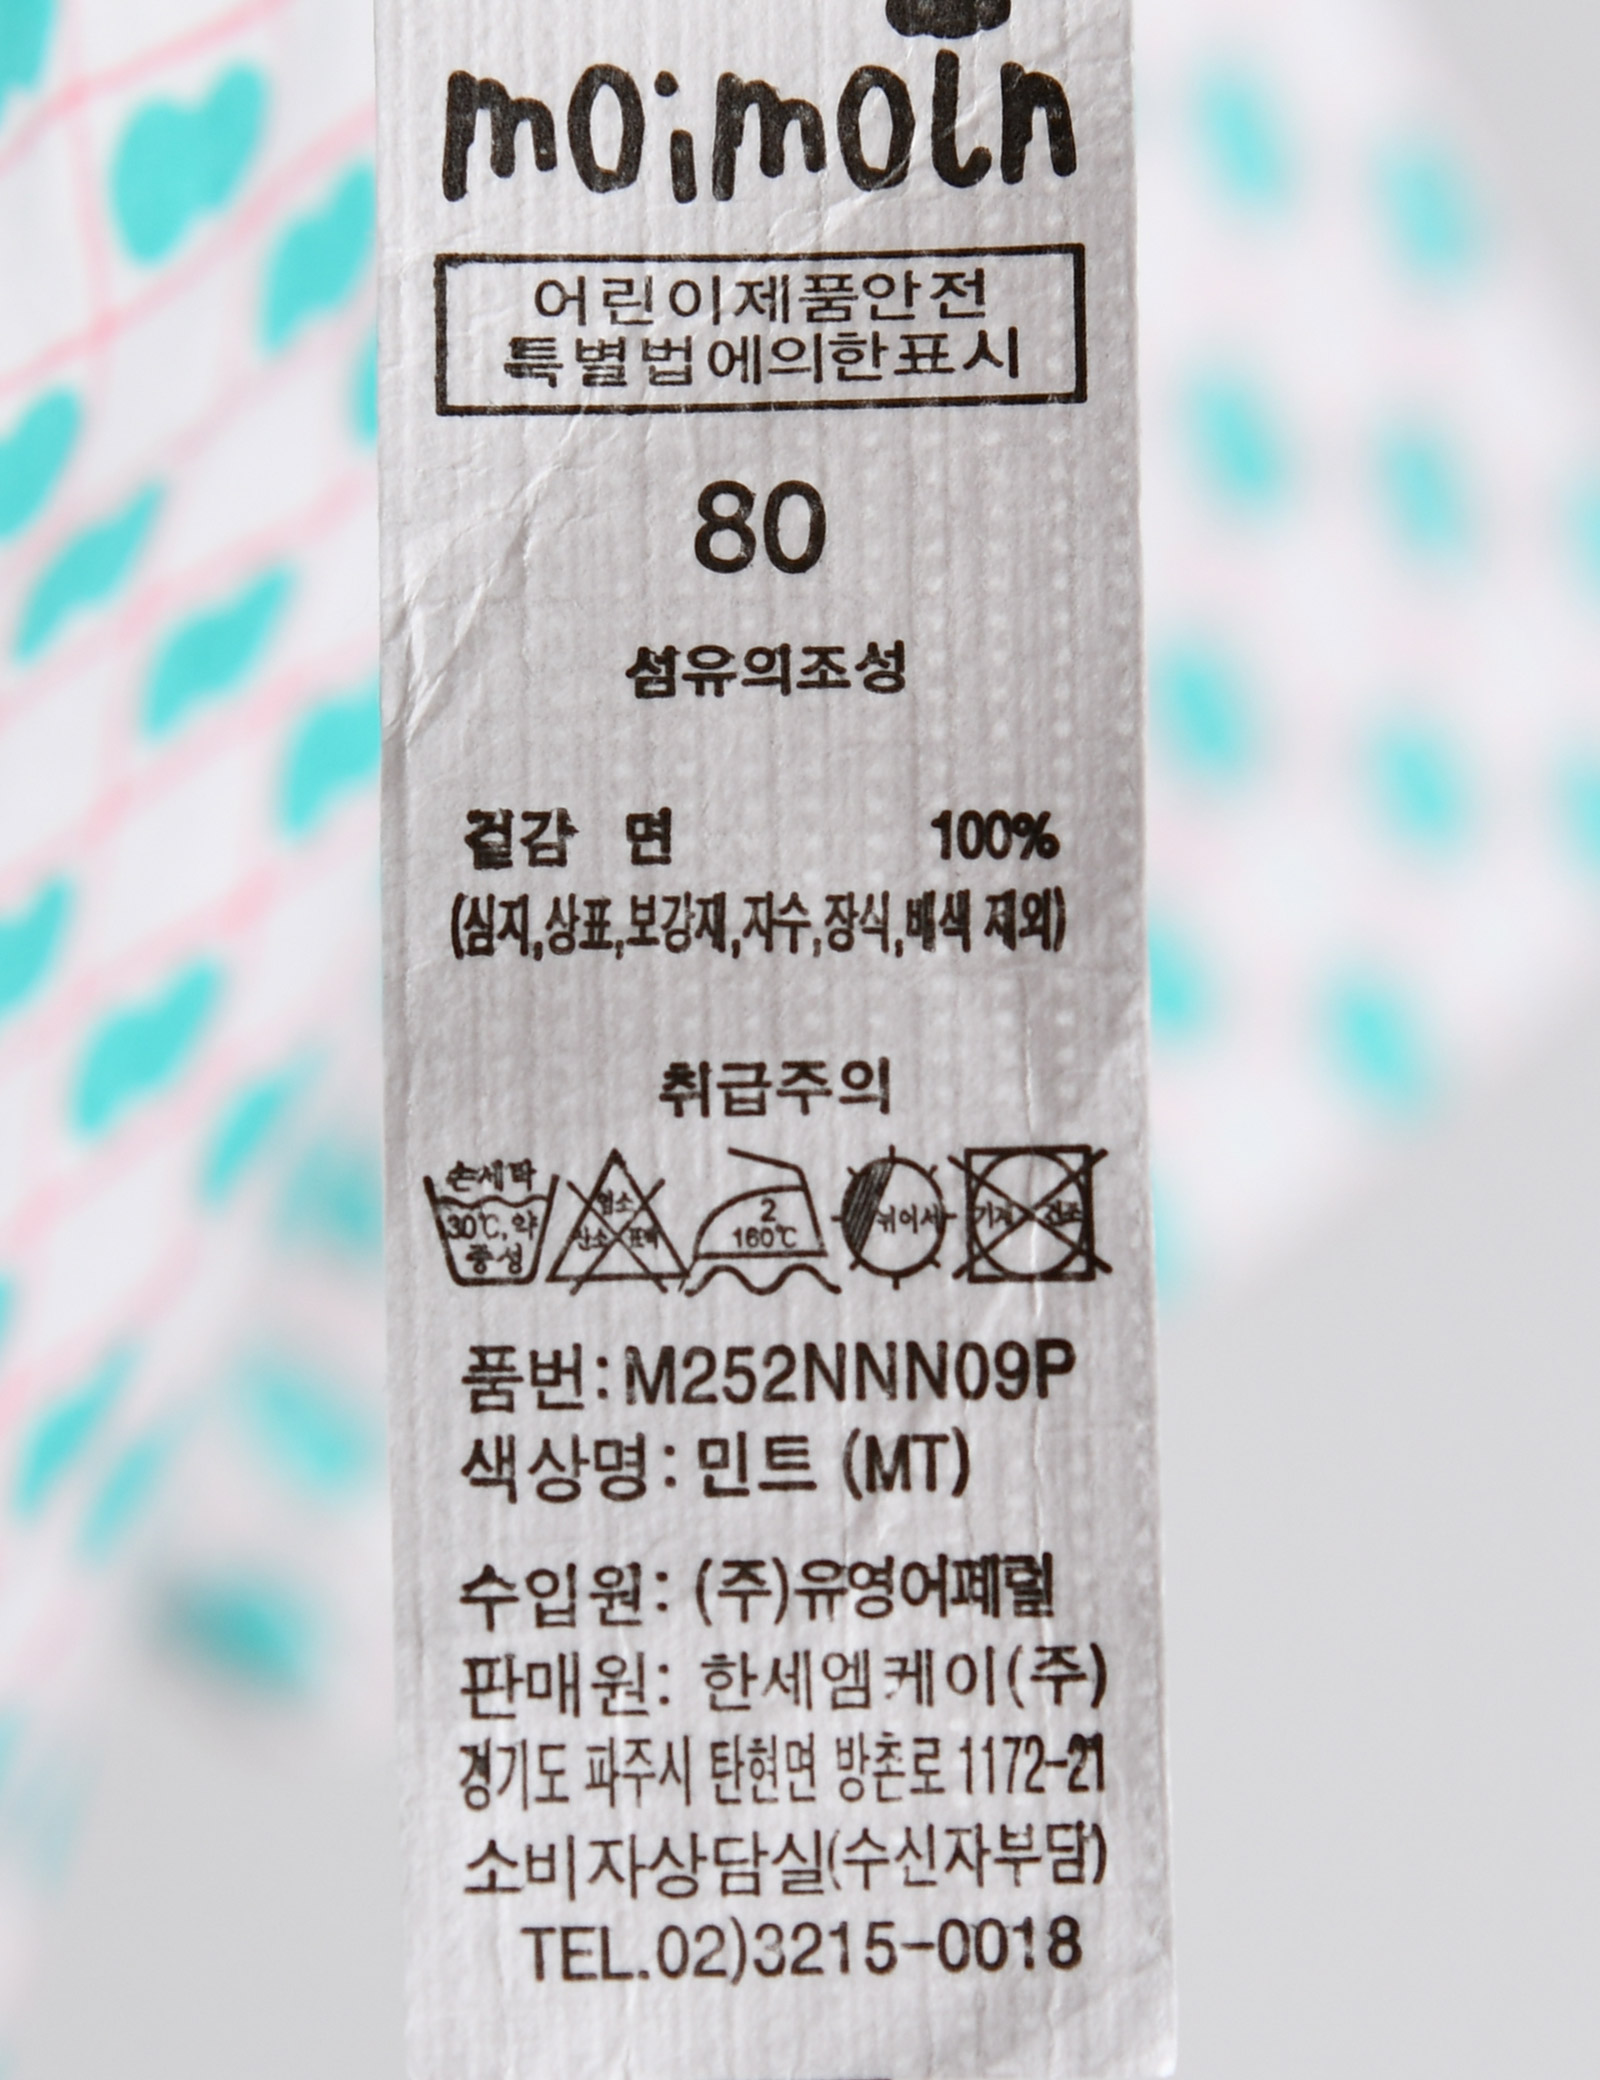 moimoln
어린이제품안전
특별법에의한표시
80
섬유의조성
겉감 면 100%
(심지,상표,보강재,자수,장식,배색 제외)
취급주의
손세탁
30℃, 약
중성
염소
산소 표백
2
160℃
뉘어서
기계 건조
품번:M252NNN09P
색상명:민트 (MT)
수입원: (주)유영어패럴
판매원: 한세엠케이(주)
경기도 파주시 탄현면 방촌로 1172-21
소비자상담실(수신자부담)
TEL.02)3215-0018